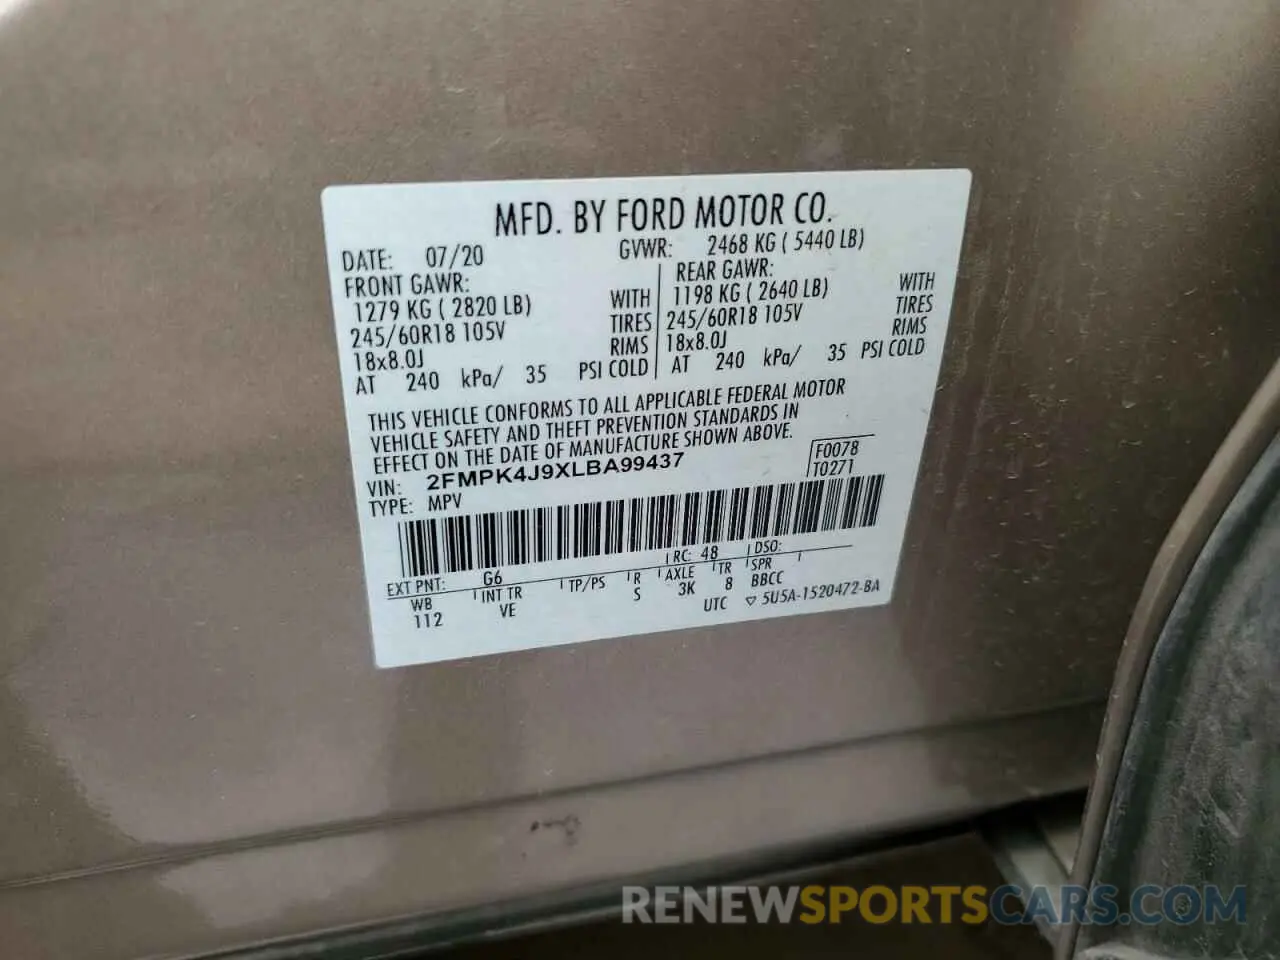 MFD. BY FORD MOTOR CO.
DATE: 07/20 GVWR: 2468 KG ( 5440 LB)
FRONT GAWR:
1279 KG ( 2820 LB) WITH
245/60R18 105V TIRES
18x8.0J RIMS
AT 240 kPa/ 35 PSI COLD
REAR GAWR:
1198 KG ( 2640 LB) WITH
245/60R18 105V TIRES
18x8.0J RIMS
AT 240 kPa/ 35 PSI COLD
THIS VEHICLE CONFORMS TO ALL APPLICABLE FEDERAL MOTOR
VEHICLE SAFETY AND THEFT PREVENTION STANDARDS IN
EFFECT ON THE DATE OF MANUFACTURE SHOWN ABOVE.
VIN: 2FMPK4J9XLBA99437
TYPE: MPV
F0078
T0271
EXT PNT: G6 RC: 48 DSO:
WB INT TR TP/PS R AXLE TR SPR
112 VE S 3K 8 BBCC
UTC ▽ 5U5A-1520472-BA
RENEWSPORTSCARS.COM